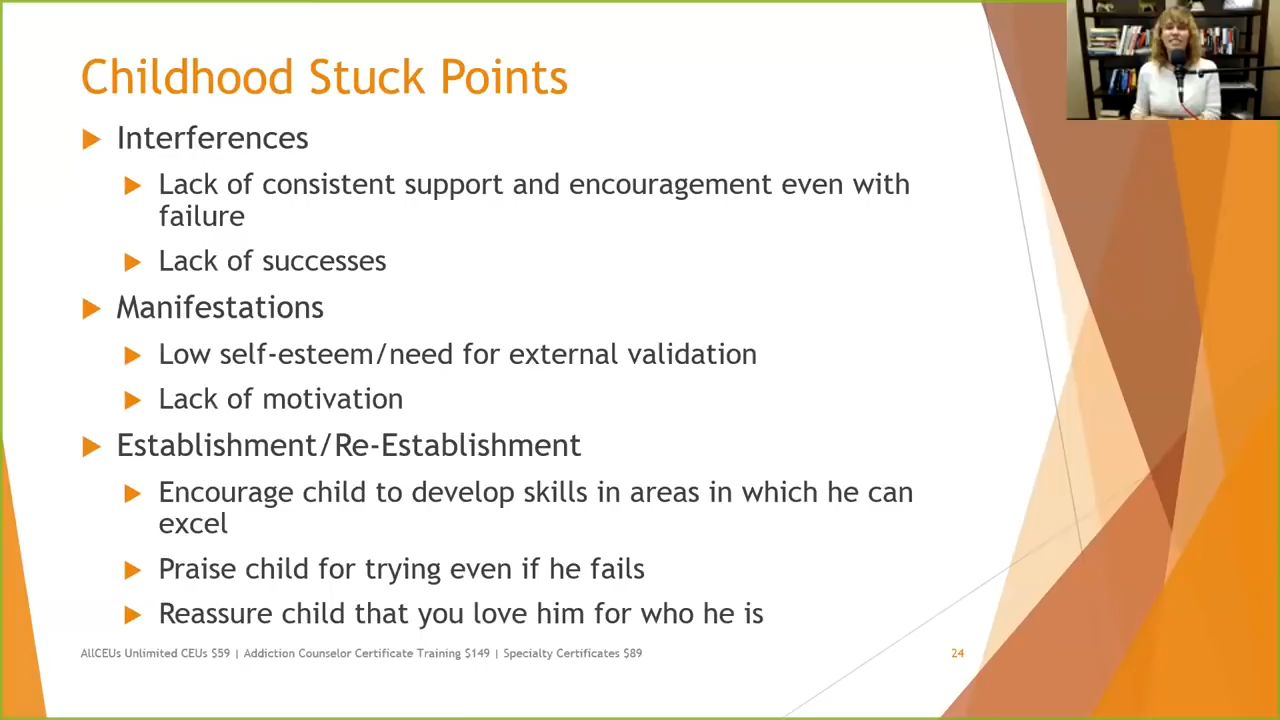 Childhood Stuck Points
Interferences
Lack of consistent support and encouragement even with
failure
Lack of successes
Manifestations
Low self-esteem/need for external validation
Lack of motivation
Establishment/Re-Establishment
Encourage child to develop skills in areas in which he can
excel
Praise child for trying even if he fails
Reassure child that you love him for who he is
AllCEUs Unlimited CEUs $59 | Addiction Counselor Certificate Training $149 | Specialty Certificates $89
24